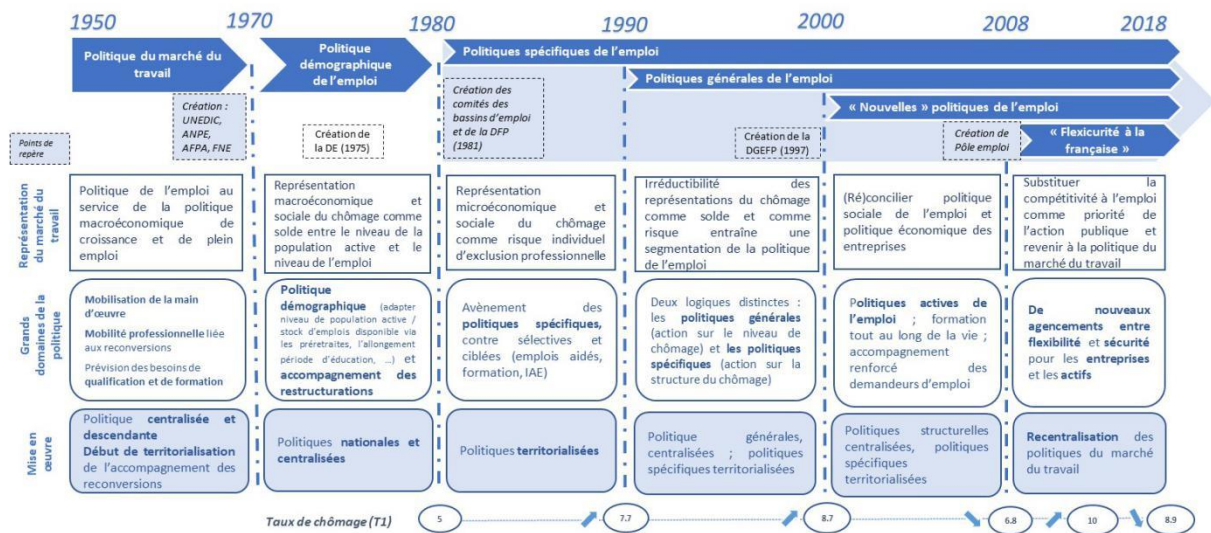 1950 1970 1980 1990 2000 2008 2018
Politique du marché du
travail
Politique
démographique
de l'emploi
Politiques spécifiques de l'emploi
Politiques générales de l'emploi
« Nouvelles » politiques de l'emploi
« Flexicurité à la
française »
Points de
repère
Création :
UNEDIC,
ANPE,
AFPA, FNE
Création de
la DE (1975)
Création des
comités des
bassins d'emploi
et de la DFP
(1981)
Création de la
DGEFP (1997)
Création de
Pôle emploi
Représentation
du marché du
travail
Politique de l'emploi au
service de la politique
macroéconomique de
croissance et de plein
emploi
Représentation
macroéconomique et
sociale du chômage comme
solde entre le niveau de la
population active et le
niveau de l'emploi
Représentation
microéconomique et
sociale du chômage
comme risque individuel
d'exclusion professionnelle
Irréductibilité des
représentations du chômage
comme solde et comme
risque entraîne une
segmentation de la politique
de l'emploi
(Ré)concilier politique
sociale de l'emploi et
politique économique des
entreprises
Substituer la
compétitivité à l'emploi
comme priorité de
l'action publique et
revenir à la politique du
marché du travail
Grands
domaines de la
politique
Mobilisation de la main
d'œuvre
Mobilité professionnelle liée
aux reconversions
Prévision des besoins de
qualification et de formation
Politique
démographique (adapter
niveau de population active /
stock d'emplois disponible via
les préretraites, l'allongement
période d'éducation, ...) et
accompagnement des
restructurations
Avènement des
politiques spécifiques,
contre sélectives et
ciblées (emplois aidés,
formation, IAE)
Deux logiques distinctes :
les politiques générales
(action sur le niveau de
chômage) et les politiques
spécifiques (action sur la
structure du chômage)
Politiques actives de
l'emploi ; formation
tout au long de la vie ;
accompagnement
renforcé des
demandeurs d'emploi
De nouveaux
agencements entre
flexibilité et sécurité
pour les entreprises
et les actifs
Mise en
œuvre
Politique centralisée et
descendante
Début de territorialisation
de l'accompagnement des
reconversions
Politiques nationales et
centralisées
Politiques territorialisées
Politique générales,
centralisées ; politiques
spécifiques territorialisées
Politiques structurelles
centralisées, politiques
spécifiques
territorialisées
Recentralisation des
politiques du marché
du travail
Taux de chômage (T1) 5 7.7 8.7 6.8 10 8.9